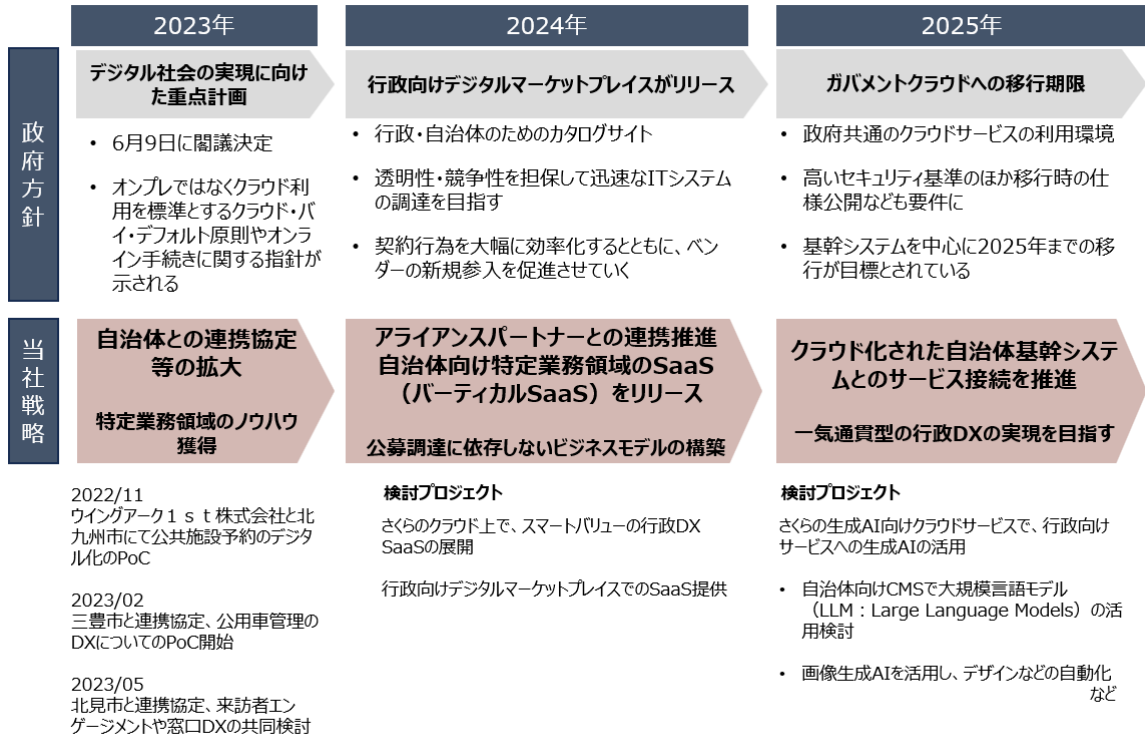 2023年
2024年
2025年
政府方針
デジタル社会の実現に向け
た重点計画
行政向けデジタルマーケットプレイスがリリース
ガバメントクラウドへの移行期限
• 6月9日に閣議決定
• オンプレではなくクラウド利
用を標準とするクラウド・バ
イ・デフォルト原則やオンラ
イン手続きに関する指針が
示される
• 行政・自治体のためのカタログサイト
• 透明性・競争性を担保して迅速なITシステム
の調達を目指す
• 契約行為を大幅に効率化するとともに、ベン
ダーの新規参入を促進させていく
• 政府共通のクラウドサービスの利用環境
• 高いセキュリティ基準のほか移行時の仕
様公開なども要件に
• 基幹システムを中心に2025年までの移
行が目標とされている
当社戦略
自治体との連携協定
等の拡大
特定業務領域のノウハウ
獲得
アライアンスパートナーとの連携推進
自治体向け特定業務領域のSaaS
（バーティカルSaaS）をリリース
公募調達に依存しないビジネスモデルの構築
クラウド化された自治体基幹システ
ムとのサービス接続を推進
一気通貫型の行政DXの実現を目指す
2022/11
ウイングアーク１ｓｔ株式会社と北
九州市にて公共施設予約のデジタ
ル化のPoC
2023/02
三豊市と連携協定、公用車管理の
DXについてのPoC開始
2023/05
北見市と連携協定、来訪者エン
ゲージメントや窓口DXの共同検討
検討プロジェクト
さくらのクラウド上で、スマートバリューの行政DX
SaaSの展開
行政向けデジタルマーケットプレイスでのSaaS提供
検討プロジェクト
さくらの生成AI向けクラウドサービスで、行政向け
サービスへの生成AIの活用
• 自治体向けCMSで大規模言語モデル
（LLM：Large Language Models）の活
用検討
• 画像生成AIを活用し、デザインなどの自動化
など